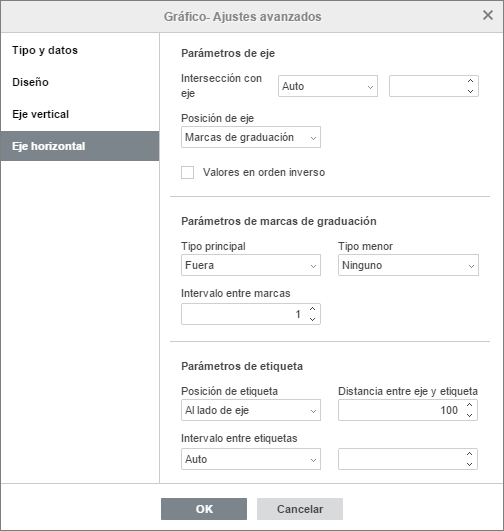 Gráfico- Ajustes avanzados
Tipo y datos
Diseño
Eje vertical
Eje horizontal
Parámetros de eje
Intersección con
eje
Auto
Posición de eje
Marcas de graduación
Valores en orden inverso
Parámetros de marcas de graduación
Tipo principal Tipo menor
Fuera Ninguno
Intervalo entre marcas
1
Parámetros de etiqueta
Posición de etiqueta Distancia entre eje y etiqueta
Al lado de eje 100
Intervalo entre etiquetas
Auto
OK Cancelar